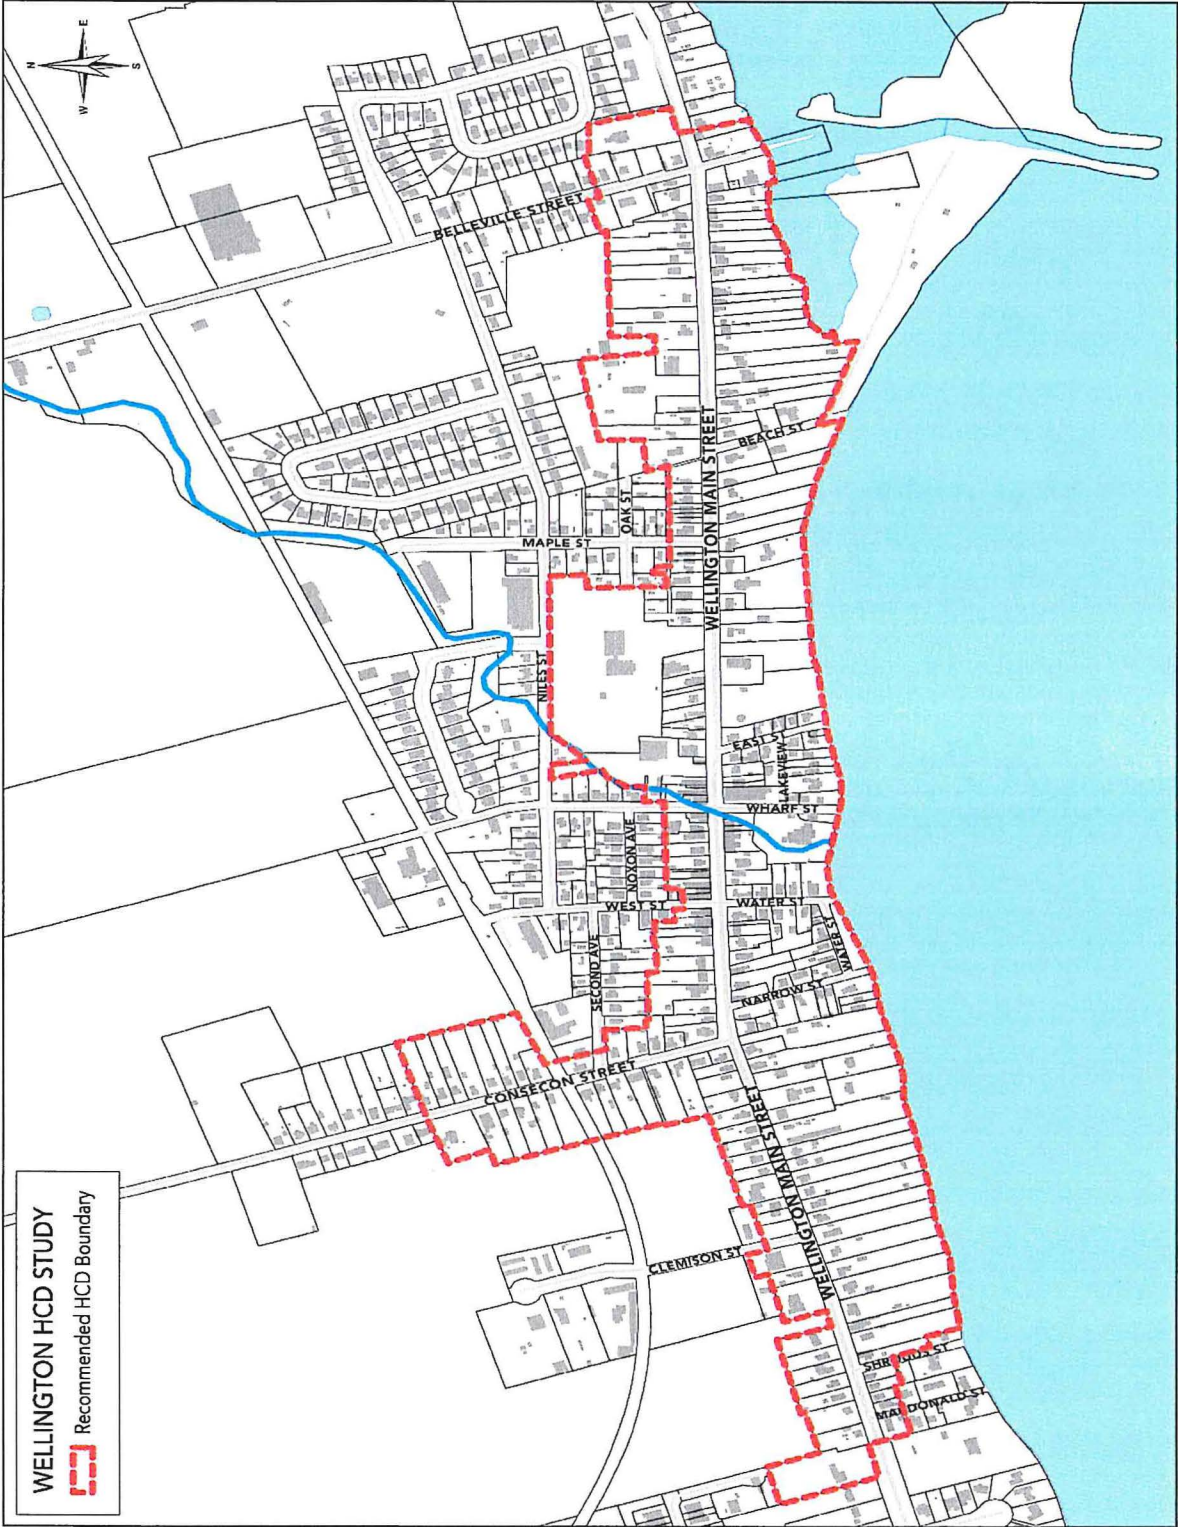 WELLINGTON HCD STUDY
Recommended HCD Boundary
N
E
S
W
BELLEVILLE STREET
WELLINGTON MAIN STREET
BEACH ST
OAK ST
MAPLE ST
NILES ST
EAST ST
LAKEVIEW
WHARF ST
NOXON AVE
WEST ST
WATER ST
WATER ST
SECOND AVE
NARROW ST
CONSECON STREET
WELLINGTON MAIN STREET
CLEMISON ST
MACDONALD ST